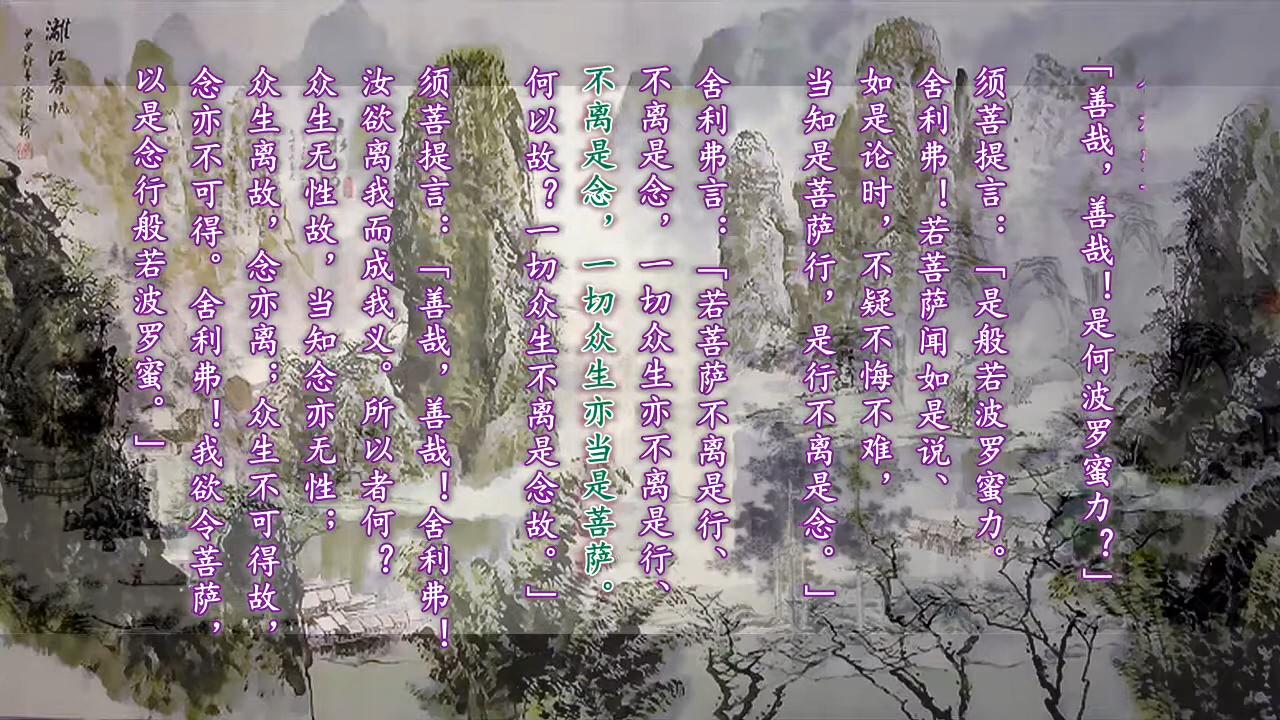 「善哉，善哉！是何波罗蜜力？」
须菩提言：「是般若波罗蜜力。
舍利弗！若菩萨闻如是说、
如是论时，不疑不悔不难，
当知是菩萨行，是行不离是念。」
舍利弗言：「若菩萨不离是行、
不离是念，一切众生亦不离是行、
不离是念，一切众生亦当是菩萨。
何以故？一切众生不离是念故。」
须菩提言：「善哉，善哉！舍利弗！
汝欲离我而成我义。所以者何？
众生无性故，当知念亦无性；
众生离故，念亦离；众生不可得故，
念亦不可得。舍利弗！我欲令菩萨，
以是念行般若波罗蜜。」
灕江春帆